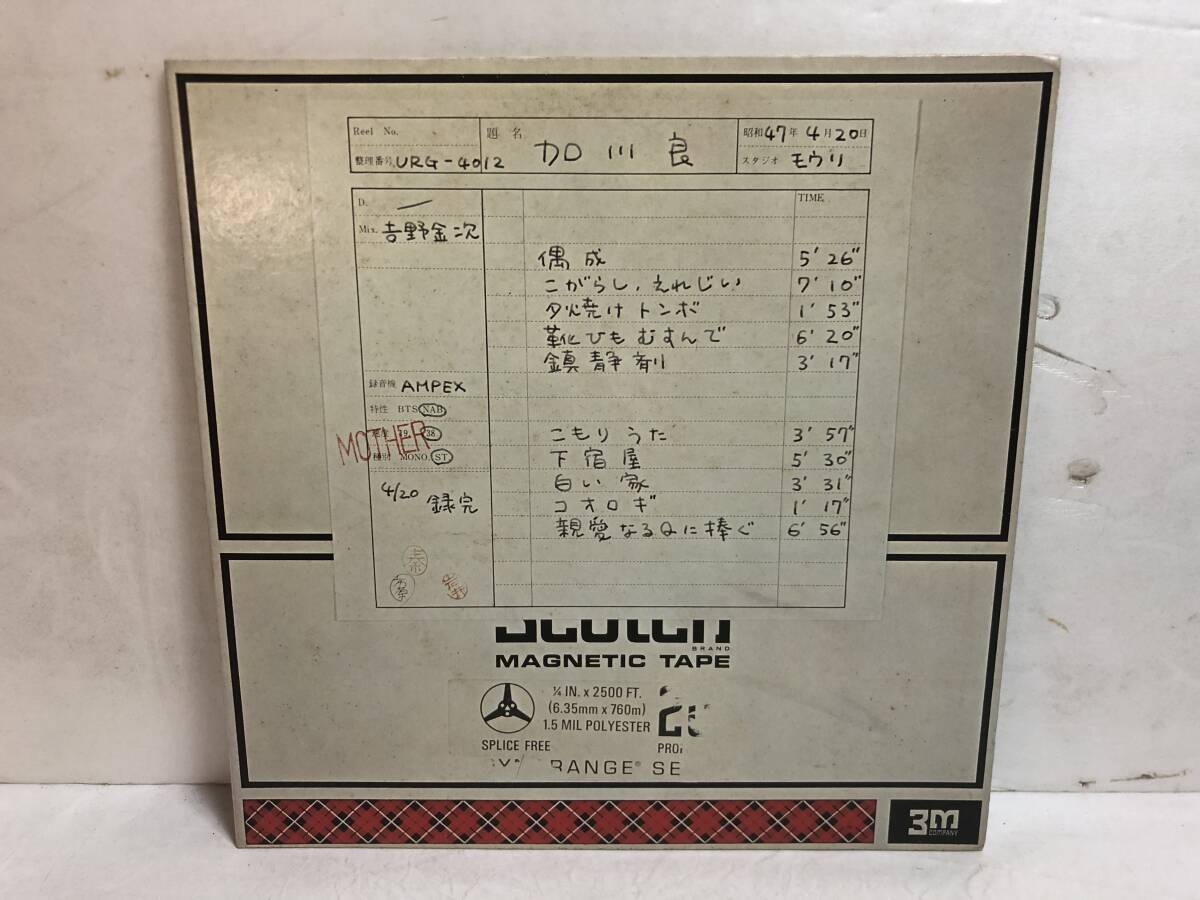 Reel No.
題名 加川良
昭和47年4月20日
整理番号 URG-4012
スタジオ モウリ
D. —
TIME
Mix. 吉野金次
偶成 5′26″
こがらし.えれじい 7′10″
夕焼けトンボ 1′53″
靴ひもむすんで 6′20″
鎮静剤 3′17″
録音機 AMPEX
特性 BTS NAB
19 38
MOTHER
種別 MONO. ST
こもりうた 3′57″
下宿屋 5′30″
白い家 3′31″
コオロギ 1′17″
親愛なるQに捧ぐ 6′56″
4/20 録完
Scotch
BRAND
MAGNETIC TAPE
¼ IN. x 2500 FT.
(6.35mm x 760m)
1.5 MIL POLYESTER
SPLICE FREE
RANGE SE
3M
COMPANY